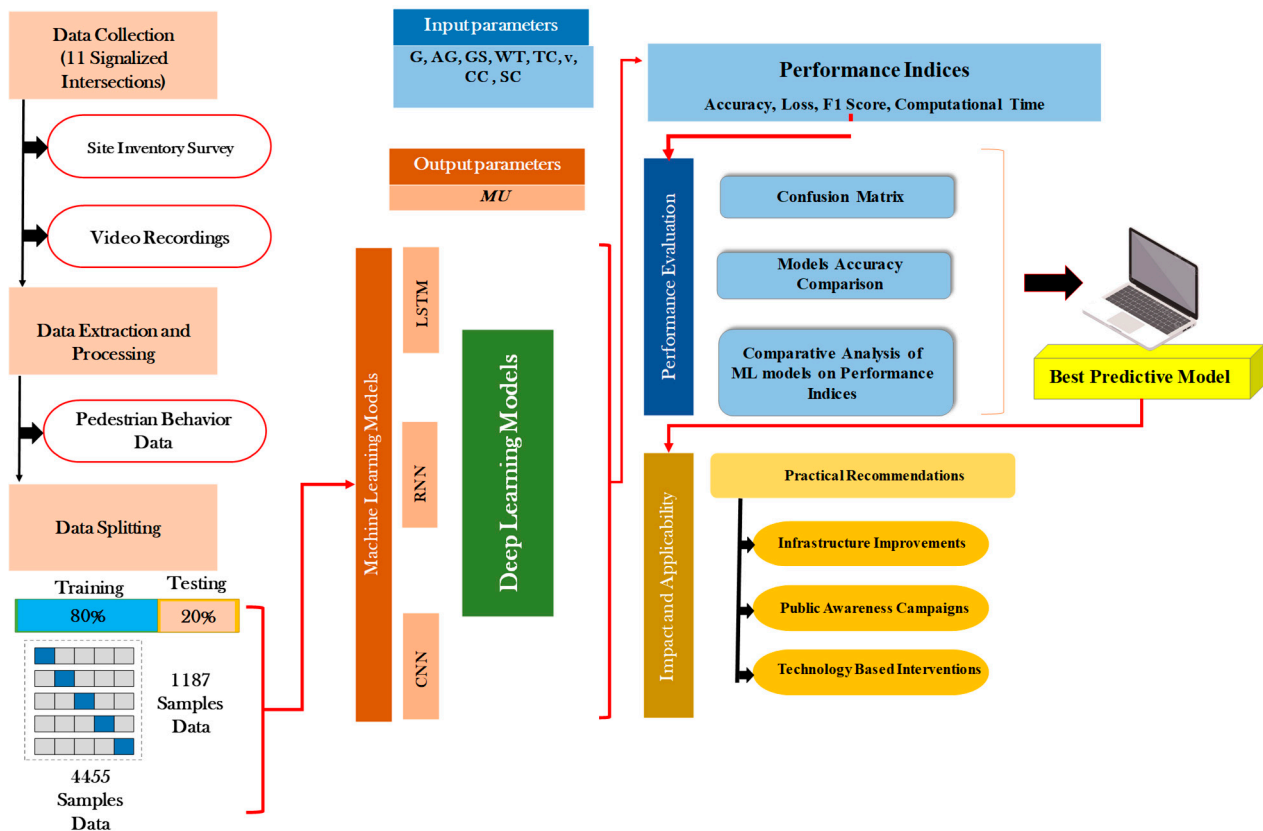 Data Collection
(11 Signalized
Intersections)
Site Inventory Survey
Video Recordings
Data Extraction and
Processing
Pedestrian Behavior
Data
Data Splitting
Training
Testing
80%
20%
1187
Samples
Data
4455
Samples
Data
Input parameters
G, AG, GS, WT, TC, v,
CC , SC
Output parameters
MU
Machine Learning Models
LSTM
RNN
CNN
Deep Learning Models
Performance Indices
Accuracy, Loss, F1 Score, Computational Time
Performance Evaluation
Confusion Matrix
Models Accuracy
Comparison
Comparative Analysis of
ML models on Performance
Indices
Best Predictive Model
Impact and Applicability
Practical Recommendations
Infrastructure Improvements
Public Awareness Campaigns
Technology Based Interventions